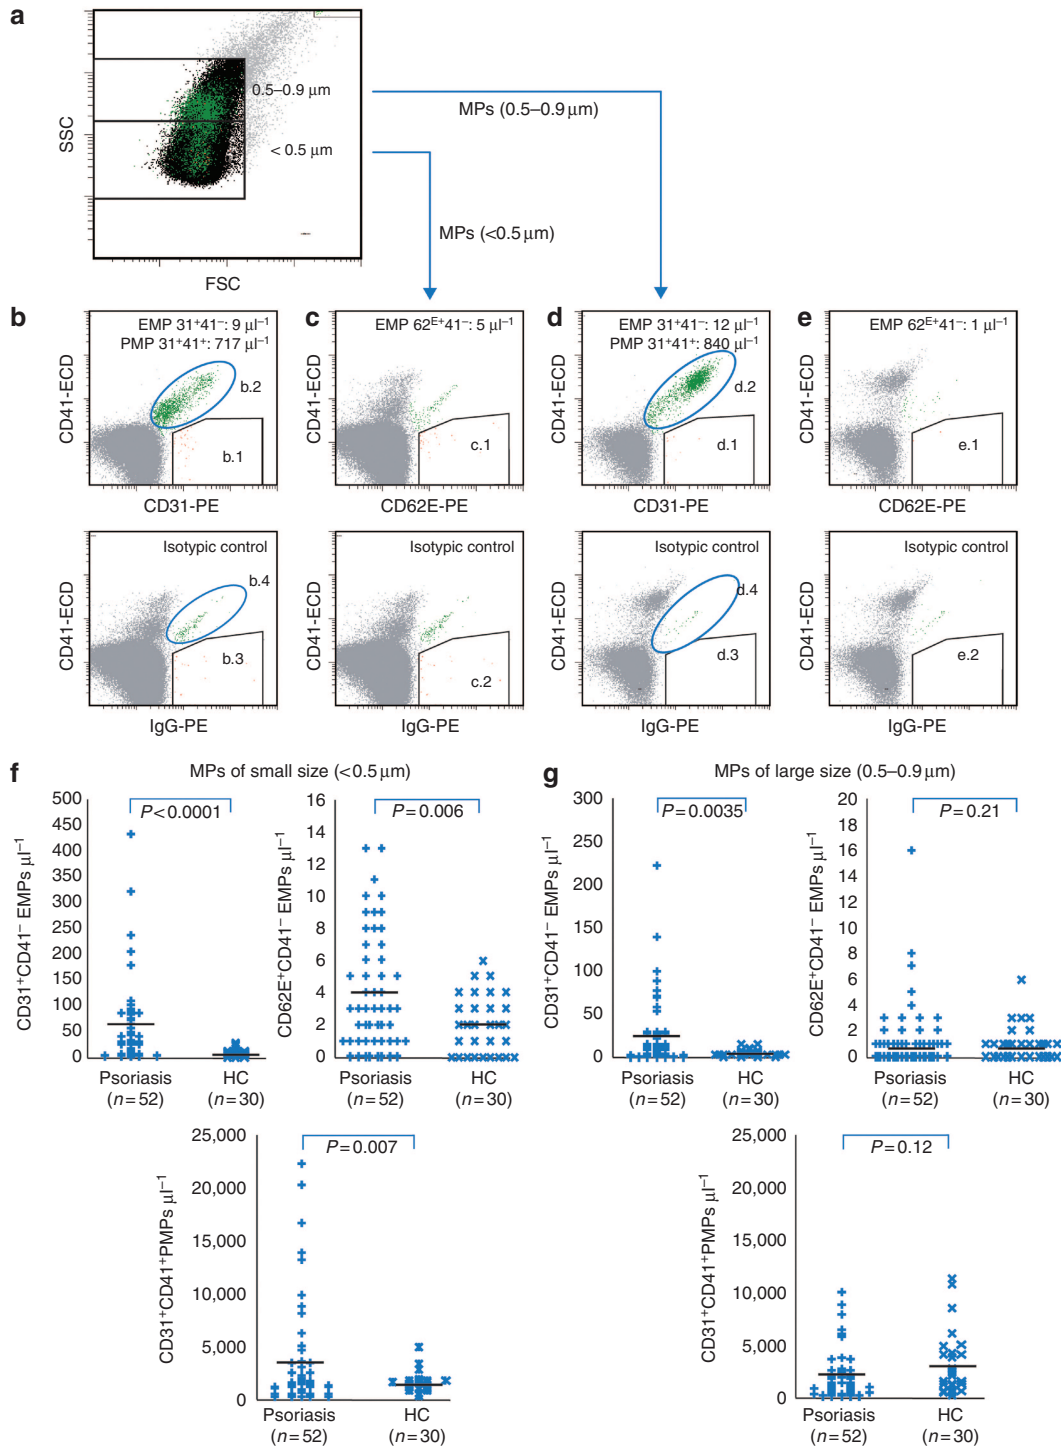 a
SSC
0.5–0.9 μm
< 0.5 μm
FSC
MPs (0.5–0.9 μm)
MPs (<0.5 μm)
b
EMP 31⁺41⁻: 9 μl⁻¹
PMP 31⁺41⁺: 717 μl⁻¹
CD41-ECD
b.2
b.1
CD31-PE
c
EMP 62ᴱ⁺41⁻: 5 μl⁻¹
CD41-ECD
c.1
CD62E-PE
d
EMP 31⁺41⁻: 12 μl⁻¹
PMP 31⁺41⁺: 840 μl⁻¹
CD41-ECD
d.2
d.1
CD31-PE
e
EMP 62ᴱ⁺41⁻: 1 μl⁻¹
CD41-ECD
e.1
CD62E-PE
Isotypic control
CD41-ECD
b.4
b.3
IgG-PE
Isotypic control
CD41-ECD
c.2
IgG-PE
Isotypic control
CD41-ECD
d.4
d.3
IgG-PE
Isotypic control
CD41-ECD
e.2
IgG-PE
f
MPs of small size (<0.5 μm)
CD31⁺CD41⁻ EMPs μl⁻¹
500
450
400
350
300
250
200
150
100
50
0
P<0.0001
Psoriasis
(n=52)
HC
(n=30)
CD62E⁺CD41⁻ EMPs μl⁻¹
16
14
12
10
8
6
4
2
0
P=0.006
Psoriasis
(n=52)
HC
(n=30)
CD31⁺CD41⁺PMPs μl⁻¹
25,000
20,000
15,000
10,000
5,000
0
P=0.007
Psoriasis
(n=52)
HC
(n=30)
g
MPs of large size (0.5–0.9 μm)
CD31⁺CD41⁻ EMPs μl⁻¹
300
250
200
150
100
50
0
P=0.0035
Psoriasis
(n=52)
HC
(n=30)
CD62E⁺CD41⁻ EMPs μl⁻¹
20
18
16
14
12
10
8
6
4
2
0
P=0.21
Psoriasis
(n=52)
HC
(n=30)
CD31⁺CD41⁺PMPs μl⁻¹
25,000
20,000
15,000
10,000
5,000
0
P=0.12
Psoriasis
(n=52)
HC
(n=30)